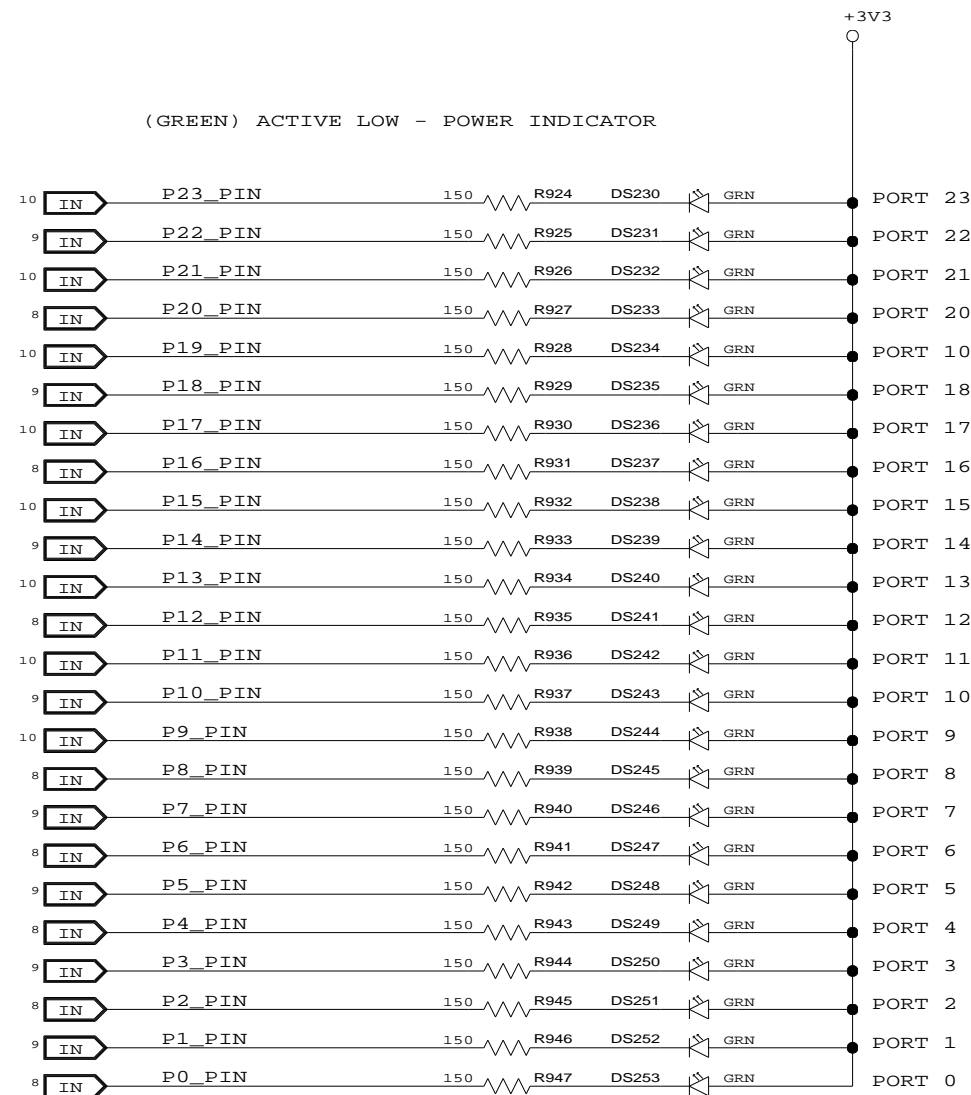 +3V3
(GREEN) ACTIVE LOW - POWER INDICATOR
10 IN P23_PIN 150 R924 DS230 GRN PORT 23
9 IN P22_PIN 150 R925 DS231 GRN PORT 22
10 IN P21_PIN 150 R926 DS232 GRN PORT 21
8 IN P20_PIN 150 R927 DS233 GRN PORT 20
10 IN P19_PIN 150 R928 DS234 GRN PORT 10
9 IN P18_PIN 150 R929 DS235 GRN PORT 18
10 IN P17_PIN 150 R930 DS236 GRN PORT 17
8 IN P16_PIN 150 R931 DS237 GRN PORT 16
10 IN P15_PIN 150 R932 DS238 GRN PORT 15
9 IN P14_PIN 150 R933 DS239 GRN PORT 14
10 IN P13_PIN 150 R934 DS240 GRN PORT 13
8 IN P12_PIN 150 R935 DS241 GRN PORT 12
10 IN P11_PIN 150 R936 DS242 GRN PORT 11
9 IN P10_PIN 150 R937 DS243 GRN PORT 10
10 IN P9_PIN 150 R938 DS244 GRN PORT 9
8 IN P8_PIN 150 R939 DS245 GRN PORT 8
9 IN P7_PIN 150 R940 DS246 GRN PORT 7
8 IN P6_PIN 150 R941 DS247 GRN PORT 6
9 IN P5_PIN 150 R942 DS248 GRN PORT 5
8 IN P4_PIN 150 R943 DS249 GRN PORT 4
9 IN P3_PIN 150 R944 DS250 GRN PORT 3
8 IN P2_PIN 150 R945 DS251 GRN PORT 2
9 IN P1_PIN 150 R946 DS252 GRN PORT 1
8 IN P0_PIN 150 R947 DS253 GRN PORT 0